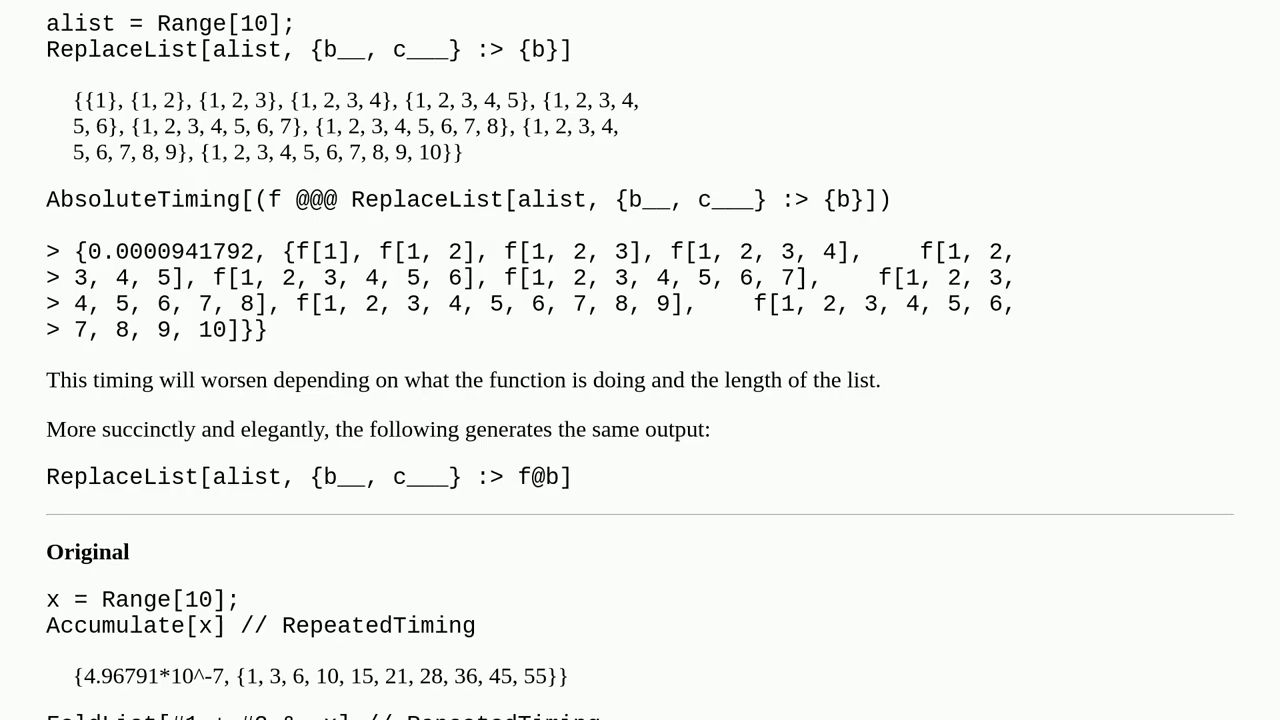 alist = Range[10];
ReplaceList[alist, {b__, c___} :> {b}]
{{1}, {1, 2}, {1, 2, 3}, {1, 2, 3, 4}, {1, 2, 3, 4, 5}, {1, 2, 3, 4,
5, 6}, {1, 2, 3, 4, 5, 6, 7}, {1, 2, 3, 4, 5, 6, 7, 8}, {1, 2, 3, 4,
5, 6, 7, 8, 9}, {1, 2, 3, 4, 5, 6, 7, 8, 9, 10}}
AbsoluteTiming[(f @@@ ReplaceList[alist, {b__, c___} :> {b}])
> {0.0000941792, {f[1], f[1, 2], f[1, 2, 3], f[1, 2, 3, 4],    f[1, 2,
> 3, 4, 5], f[1, 2, 3, 4, 5, 6], f[1, 2, 3, 4, 5, 6, 7],    f[1, 2, 3,
> 4, 5, 6, 7, 8], f[1, 2, 3, 4, 5, 6, 7, 8, 9],    f[1, 2, 3, 4, 5, 6,
> 7, 8, 9, 10]}}
This timing will worsen depending on what the function is doing and the length of the list.
More succinctly and elegantly, the following generates the same output:
ReplaceList[alist, {b__, c___} :> f@b]
Original
x = Range[10];
Accumulate[x] // RepeatedTiming
{4.96791*10^-7, {1, 3, 6, 10, 15, 21, 28, 36, 45, 55}}
FoldList[#1 + #2 &, x] // RepeatedTiming